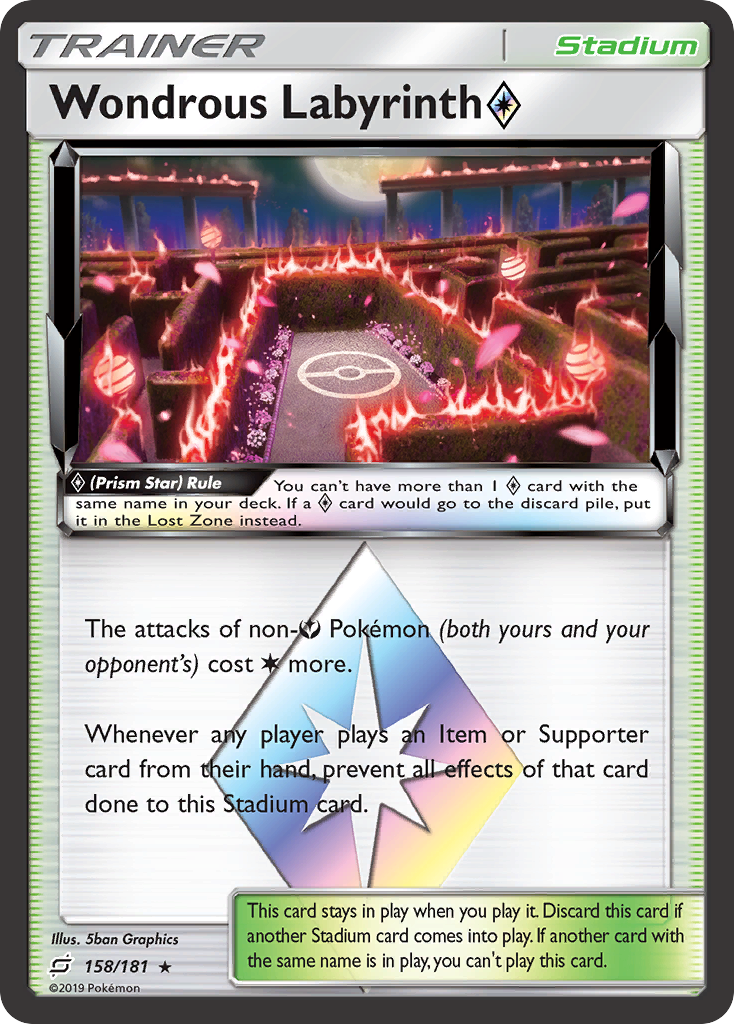 TRAINER
Stadium
Wondrous Labyrinth ♢
♢ (Prism Star) Rule You can't have more than 1 ♢ card with the
same name in your deck. If a ♢ card would go to the discard pile, put
it in the Lost Zone instead.
The attacks of non- Pokémon (both yours and your
opponent's) cost more.
Whenever any player plays an Item or Supporter
card from their hand, prevent all effects of that card
done to this Stadium card.
This card stays in play when you play it. Discard this card if
another Stadium card comes into play. If another card with
the same name is in play, you can't play this card.
Illus. 5ban Graphics
158/181 ★
©2019 Pokémon